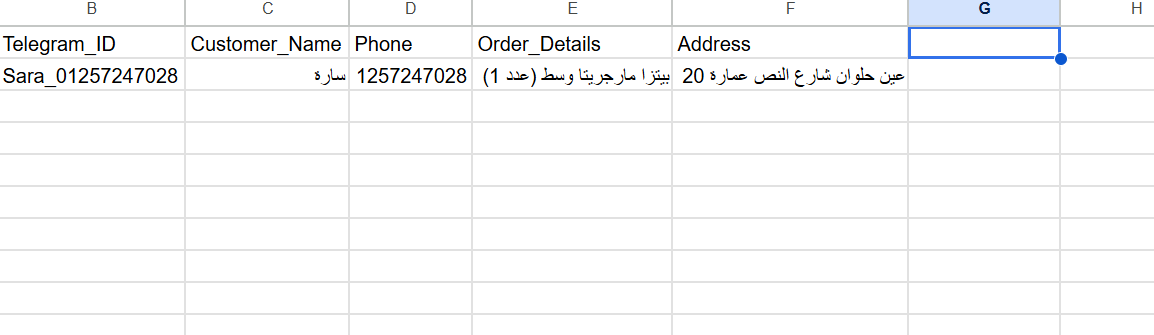 B C D E F G H
Telegram_ID Customer_Name Phone Order_Details Address
Sara_01257247028 سارة 1257247028 بيتزا مارجريتا وسط (عدد 1) عين حلوان شارع النص عمارة 20